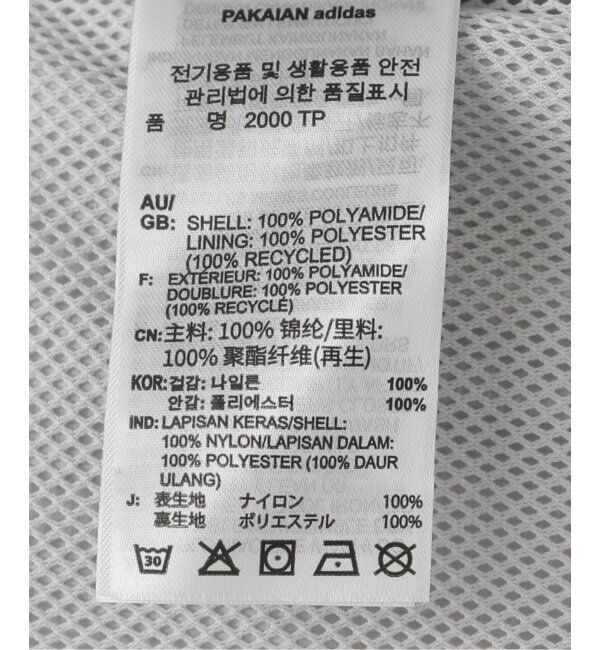 PAKAIAN adidas
전기용품 및 생활용품 안전
관리법에 의한 품질표시
품 명 2000 TP
AU/
GB: SHELL: 100% POLYAMIDE/
LINING: 100% POLYESTER
(100% RECYCLED)
F: EXTÉRIEUR: 100% POLYAMIDE/
DOUBLURE: 100% POLYESTER
(100% RECYCLÉ)
CN: 主料: 100% 锦纶/里料:
100% 聚酯纤维(再生)
KOR: 겉감: 나일론 100%
안감: 폴리에스터 100%
IND: LAPISAN KERAS/SHELL:
100% NYLON/LAPISAN DALAM:
100% POLYESTER (100% DAUR
ULANG)
J: 表生地 ナイロン 100%
裏生地 ポリエステル 100%
30